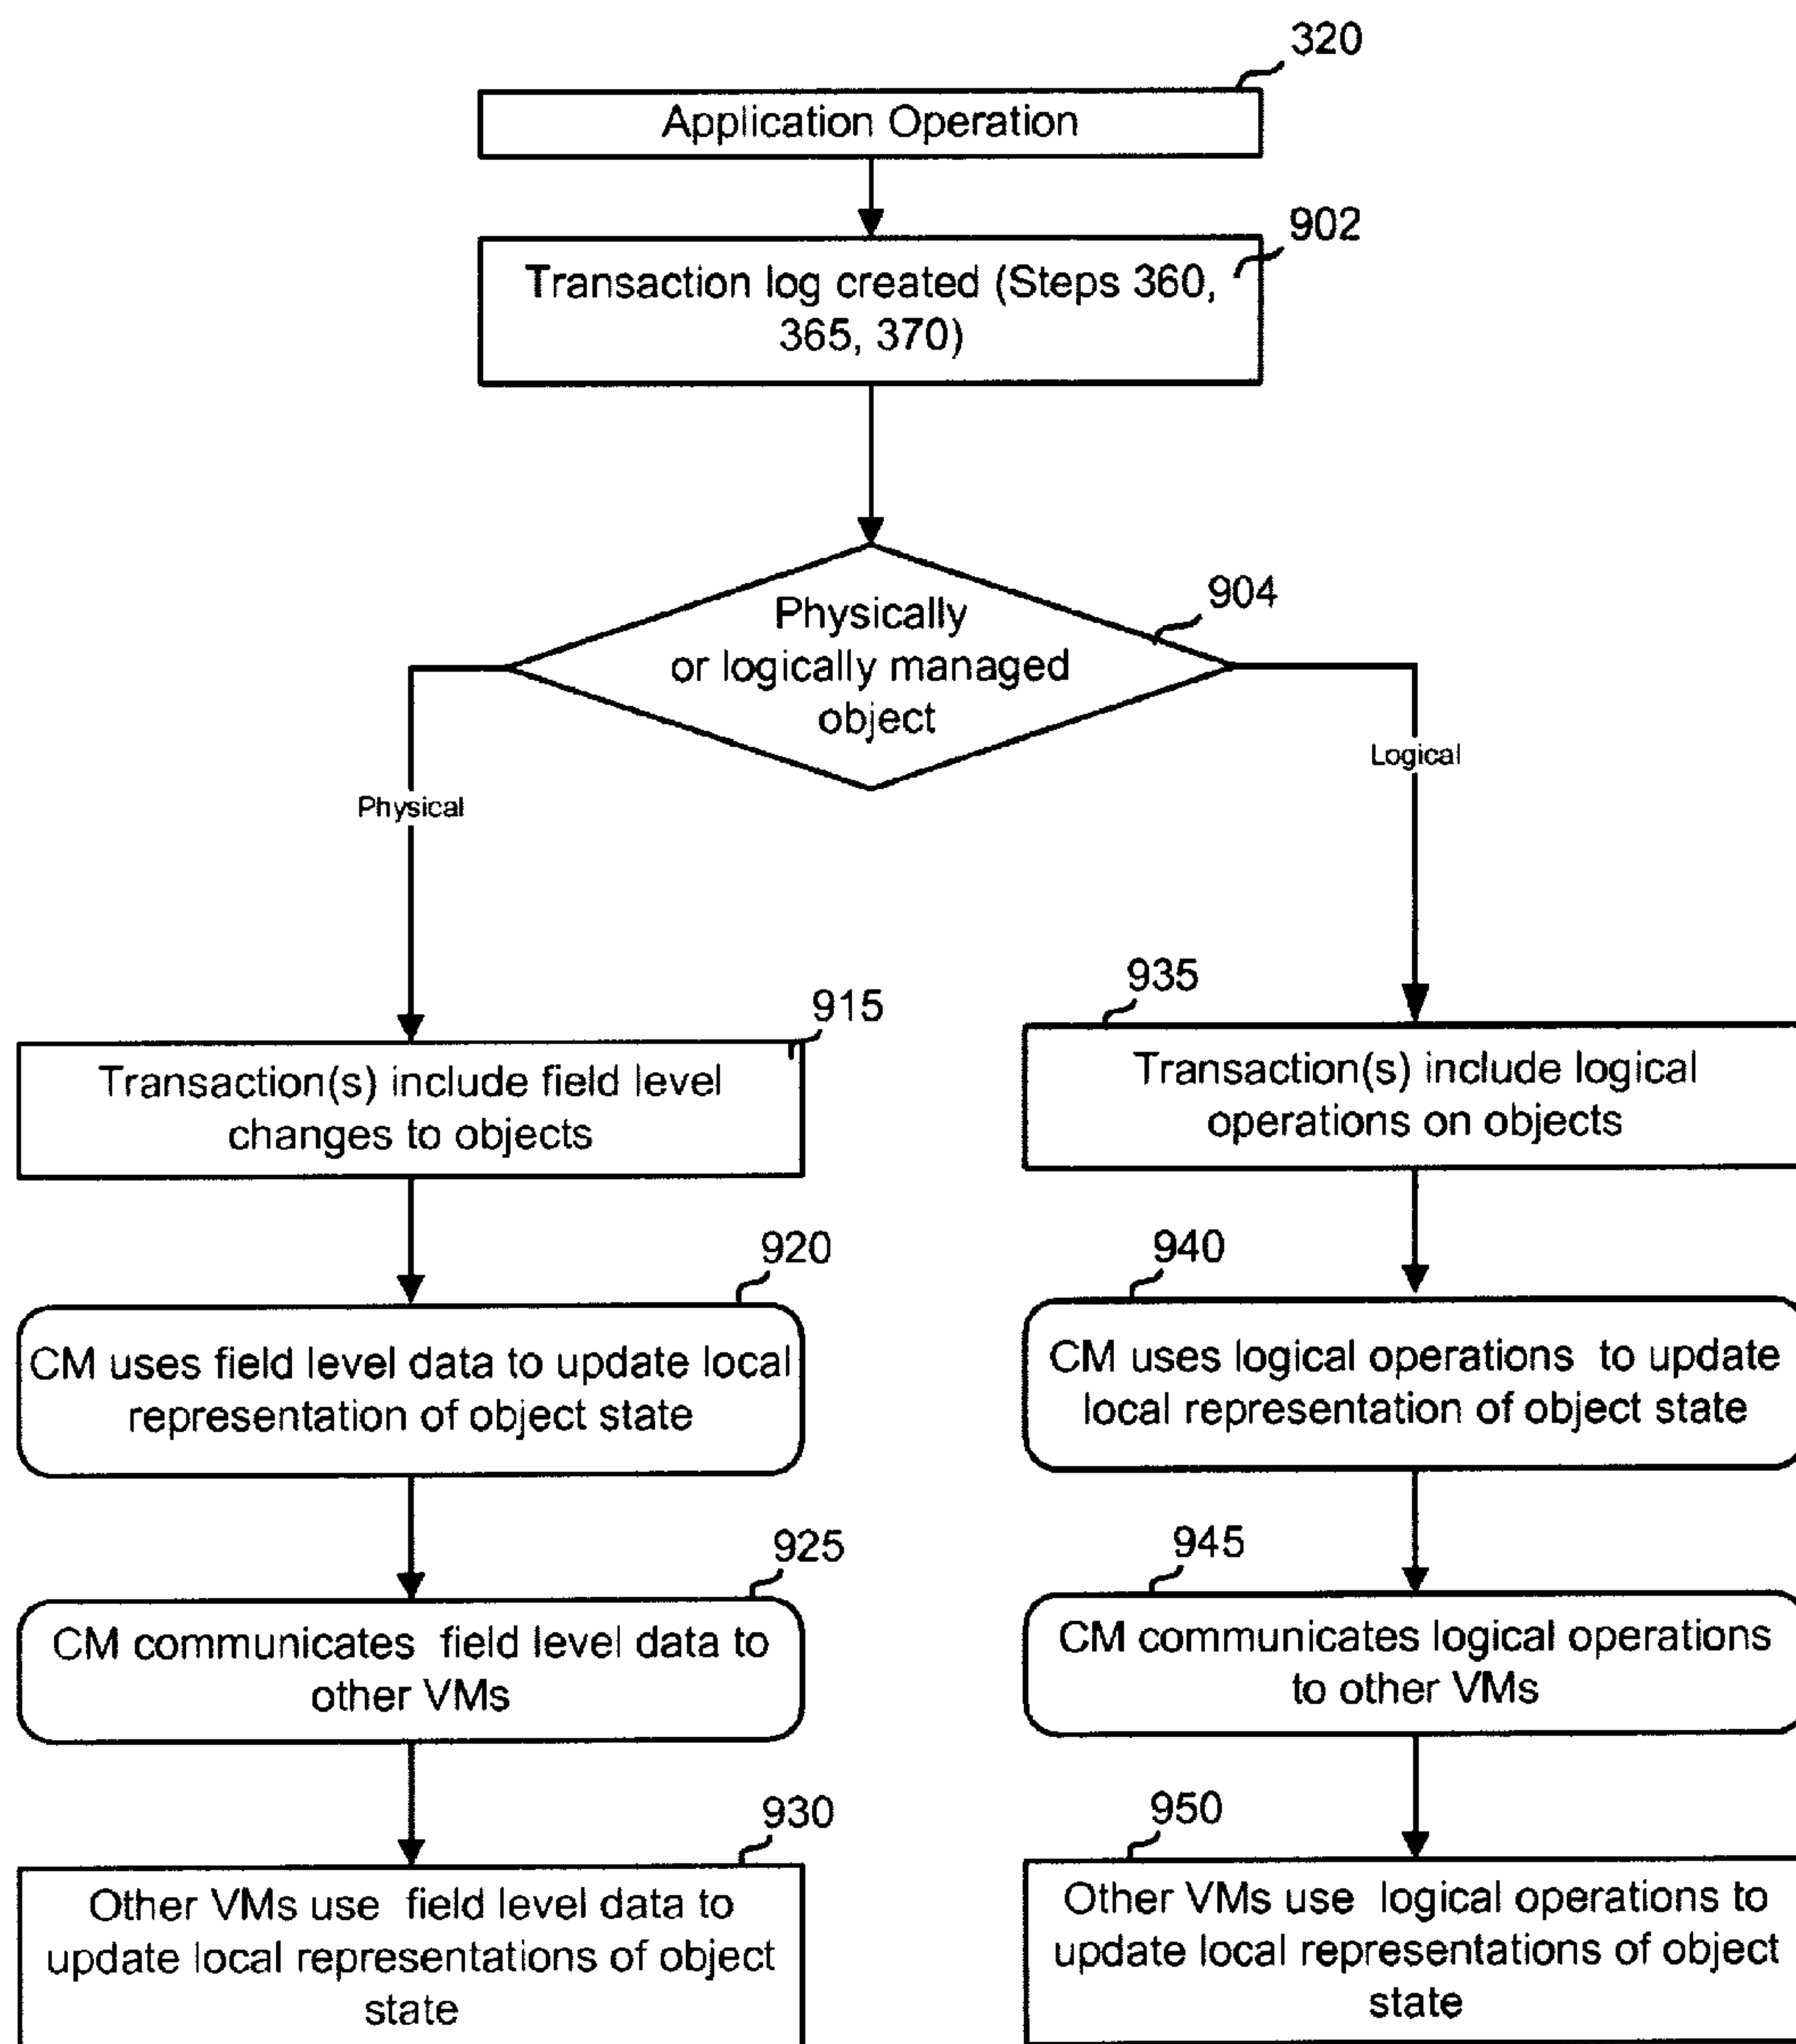 320
Application Operation
902
Transaction log created (Steps 360,
365, 370)
904
Physically
or logically managed
object
Physical
Logical
915
Transaction(s) include field level
changes to objects
920
CM uses field level data to update local
representation of object state
925
CM communicates field level data to
other VMs
930
Other VMs use field level data to
update local representations of object
state
935
Transaction(s) include logical
operations on objects
940
CM uses logical operations to update
local representation of object state
945
CM communicates logical operations
to other VMs
950
Other VMs use logical operations to
update local representations of object
state